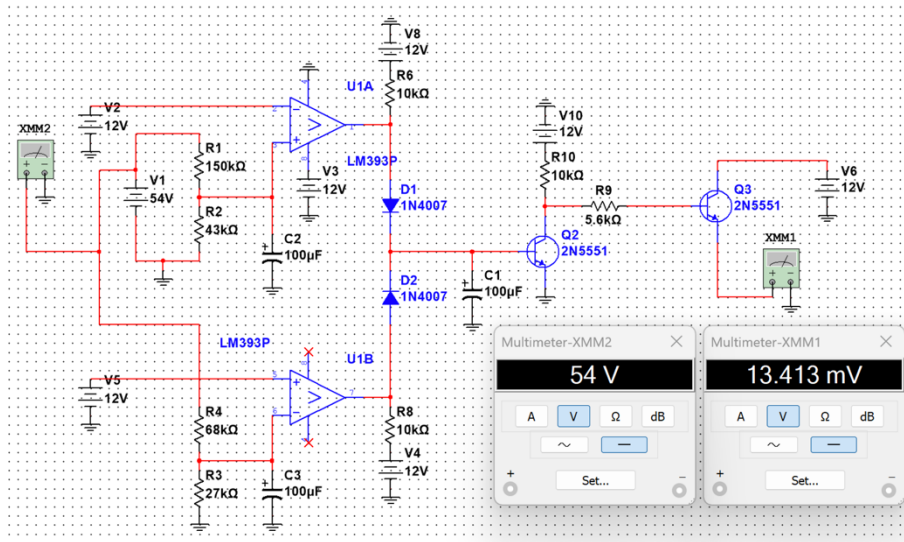 V8
12V
R6
10kΩ
U1A
V2
12V
XMM2
V10
12V
R1
150kΩ
LM393P
V3
12V
V1
54V
R10
10kΩ
V6
12V
Q3
2N5551
R9
5.6kΩ
D1
1N4007
R2
43kΩ
Q2
2N5551
C2
100µF
XMM1
D2
1N4007
C1
100µF
LM393P
U1B
V5
12V
R4
68kΩ
R8
10kΩ
V4
12V
R3
27kΩ
C3
100µF
Multimeter-XMM2
54 V
A
V
Ω
dB
~
—
+
Set...
−
Multimeter-XMM1
13.413 mV
A
V
Ω
dB
~
—
+
Set...
−